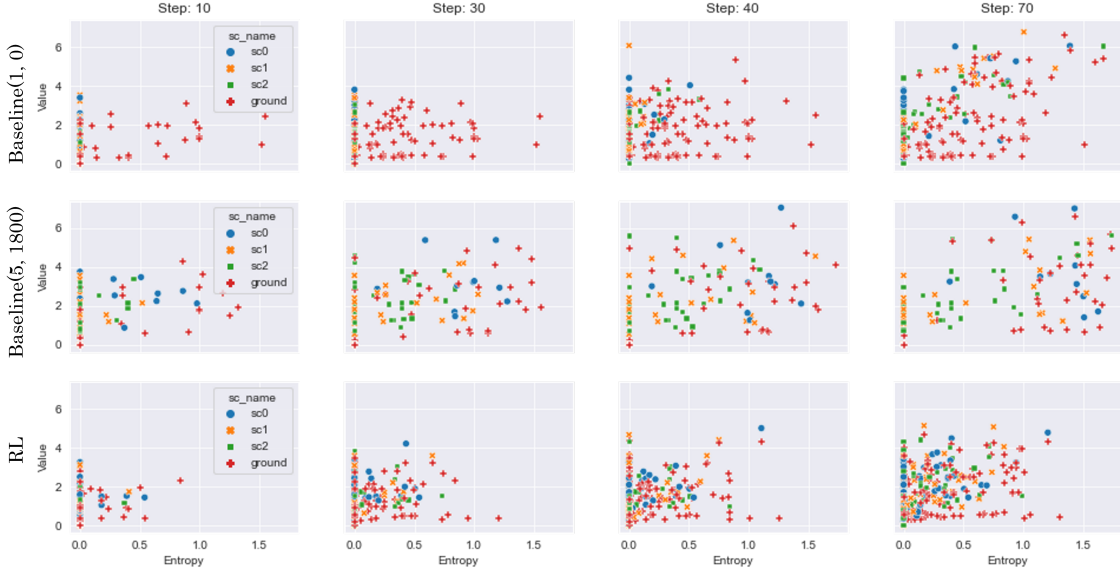 Step: 10
Step: 30
Step: 40
Step: 70
Baseline(1, 0)
Value
6
4
2
0
sc_name
sc0
sc1
sc2
ground
Baseline(5, 1800)
Value
6
4
2
0
sc_name
sc0
sc1
sc2
ground
RL
Value
6
4
2
0
sc_name
sc0
sc1
sc2
ground
0.0 0.5 1.0 1.5
0.0 0.5 1.0 1.5
0.0 0.5 1.0 1.5
0.0 0.5 1.0 1.5
Entropy
Entropy
Entropy
Entropy